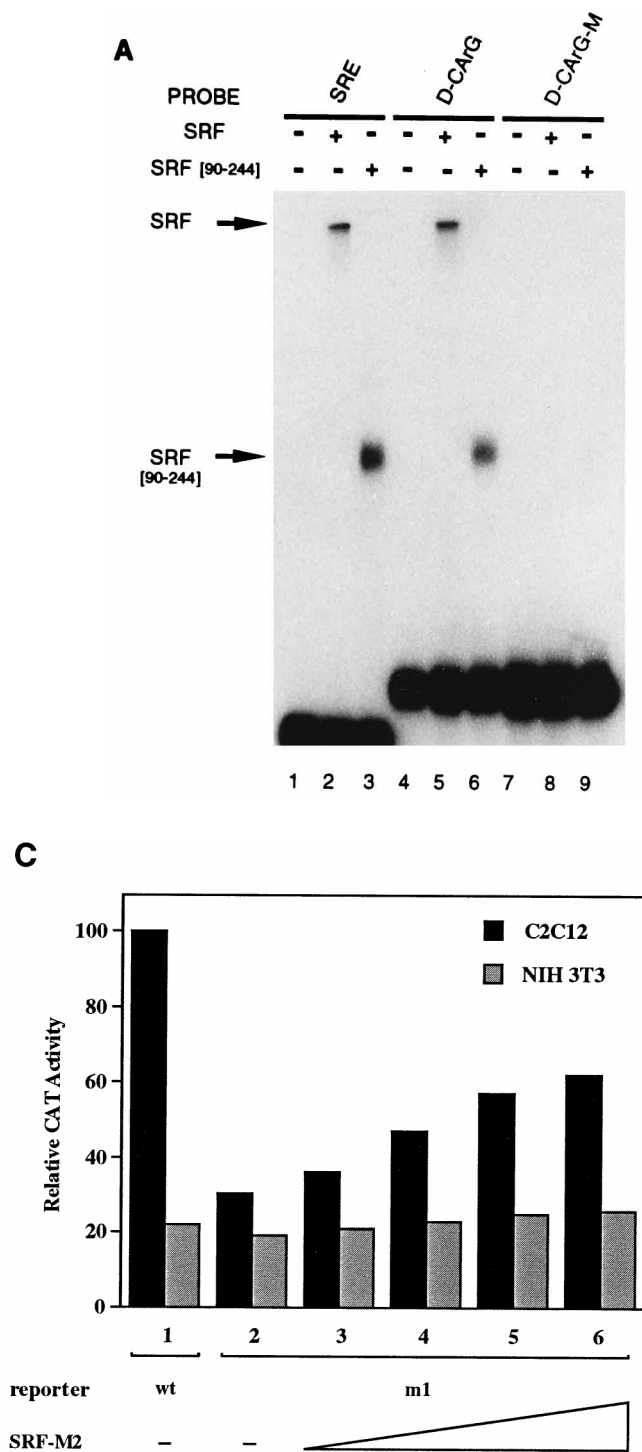 A
SRE D-CArG D-CArG-M
PROBE
SRF - + - - + - - + -
SRF [90-244] - - + - - + - - +
SRF
SRF
[90-244]
1 2 3 4 5 6 7 8 9
C
C2C12
NIH 3T3
Relative CAT Activity
100
80
60
40
20
0
1 2 3 4 5 6
reporter wt m1
SRF-M2 – –